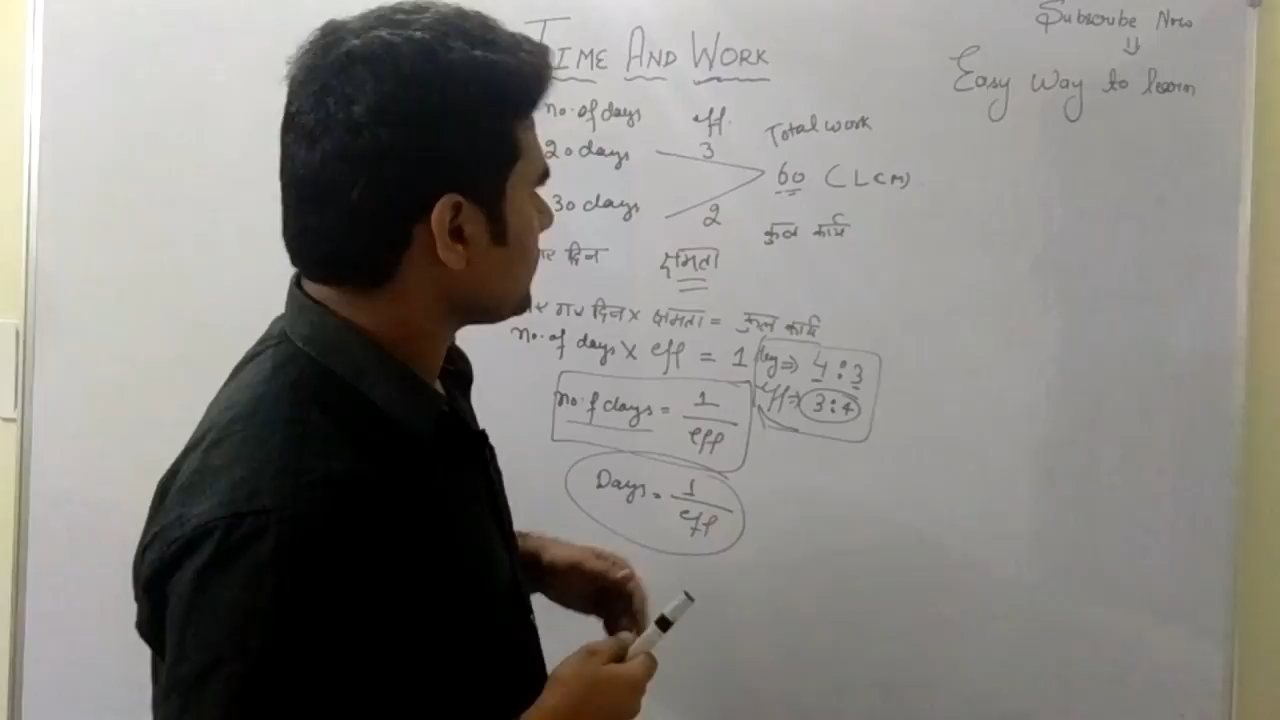 Subscribe Now
⇓
Easy way to learn
TIME AND WORK
no. of days eff. Total work
20 days 3
60 (LCM)
30 days 2
कुल कार्य
दिन क्षमता
दिन × क्षमता = कुल कार्य
no. of days × eff = 1
Day ⇒ 4 : 3
eff ⇒ 3 : 4
no. of days = 1/eff
Days = 1/eff